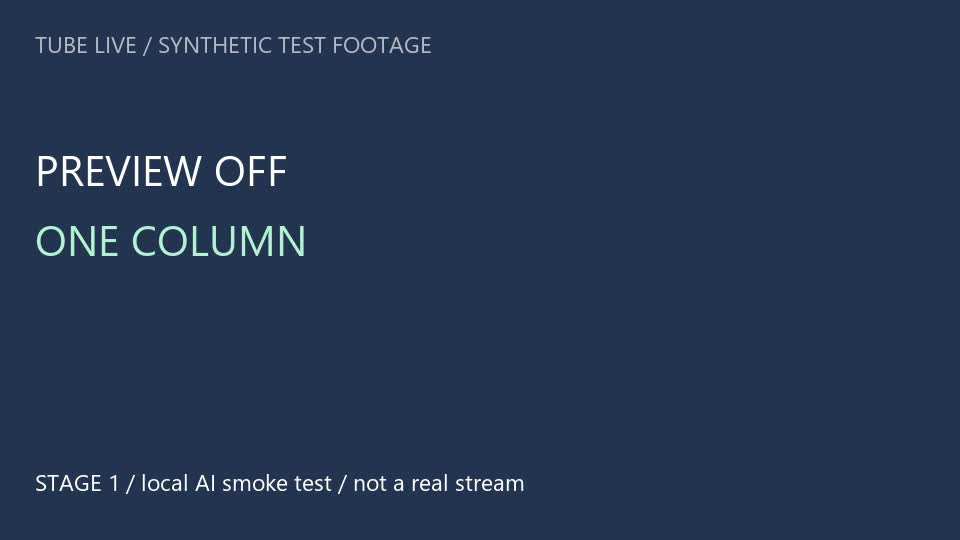 TUBE LIVE / SYNTHETIC TEST FOOTAGE
PREVIEW OFF
ONE COLUMN
STAGE 1 / local AI smoke test / not a real stream